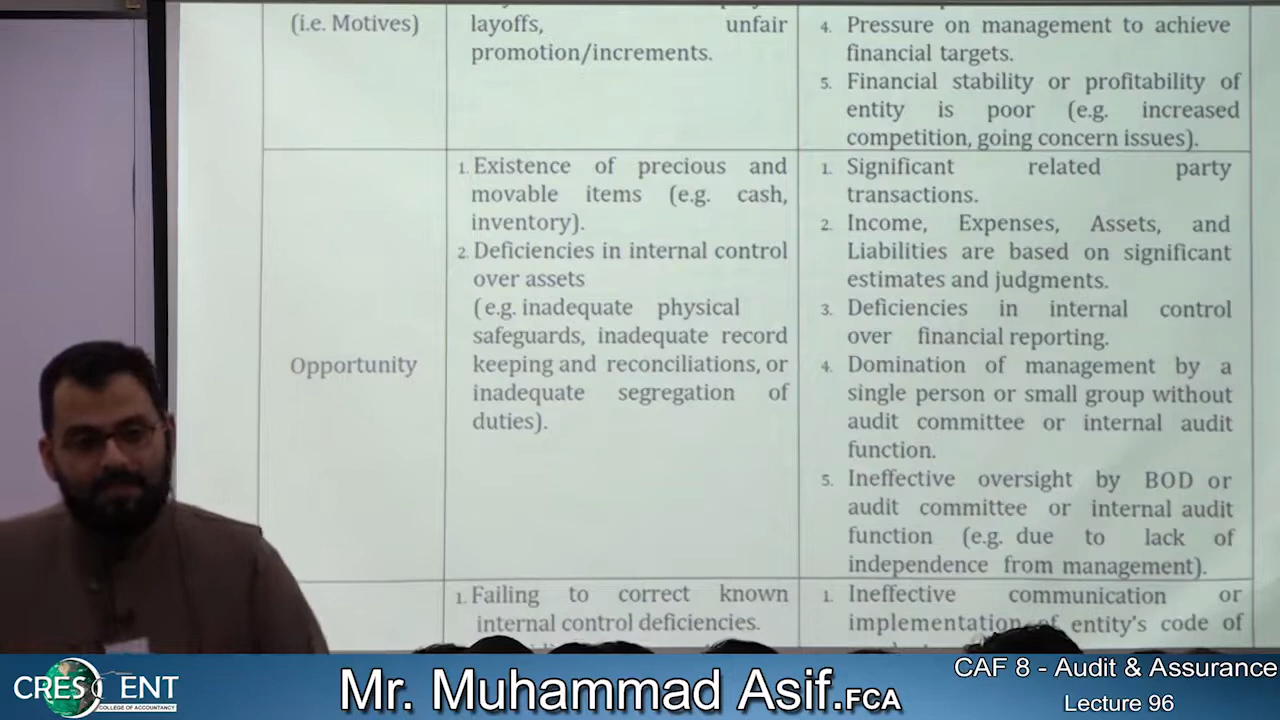 (i.e. Motives)
layoffs, unfair
promotion/increments.
4. Pressure on management to achieve
financial targets.
5. Financial stability or profitability of
entity is poor (e.g. increased
competition, going concern issues).
Opportunity
1. Existence of precious and
movable items (e.g. cash,
inventory).
2. Deficiencies in internal control
over assets
(e.g. inadequate physical
safeguards, inadequate record
keeping and reconciliations, or
inadequate segregation of
duties).
1. Significant related party
transactions.
2. Income, Expenses, Assets, and
Liabilities are based on significant
estimates and judgments.
3. Deficiencies in internal control
over financial reporting.
4. Domination of management by a
single person or small group without
audit committee or internal audit
function.
5. Ineffective oversight by BOD or
audit committee or internal audit
function (e.g. due to lack of
independence from management).
1. Failing to correct known
internal control deficiencies.
1. Ineffective communication or
implementation of entity's code of
CRESCENT
COLLEGE OF ACCOUNTANCY
Mr. Muhammad Asif.FCA
CAF 8 - Audit & Assurance
Lecture 96